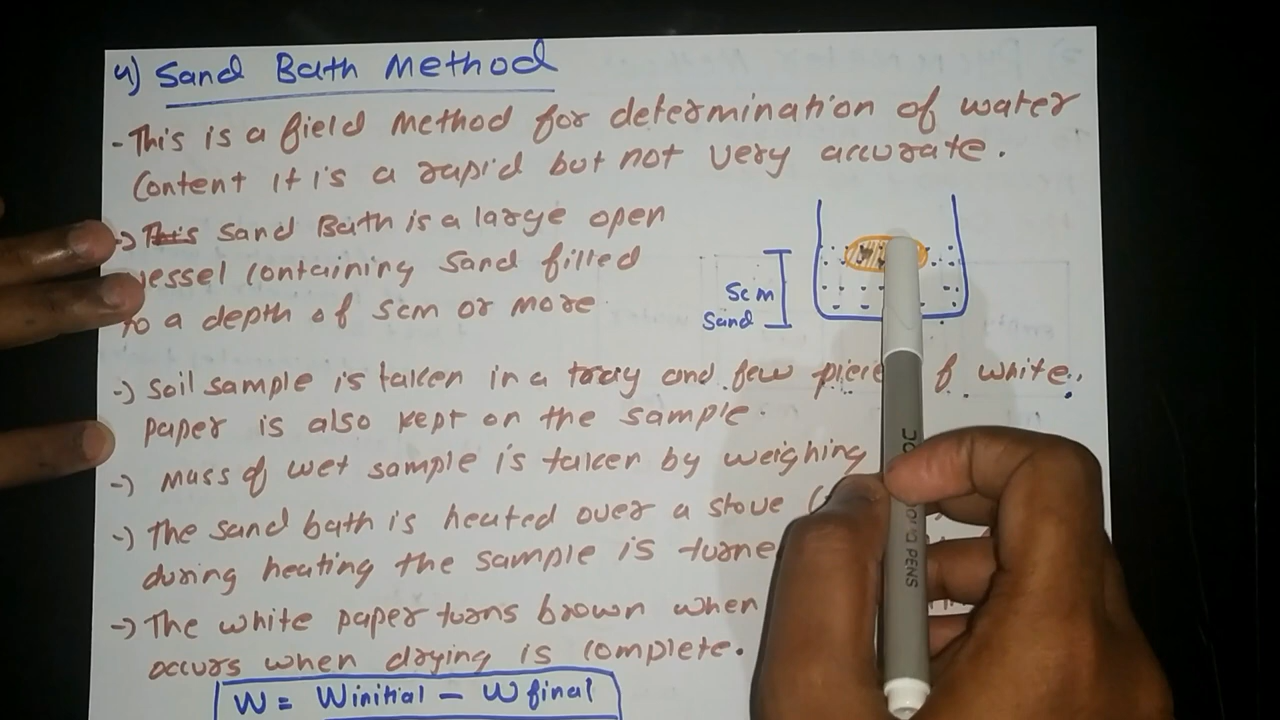 4) Sand Bath Method
-This is a field Method for determination of water
Content it is a rapid but not very accurate.
-) Sand Bath is a large open
vessel containing Sand filled
to a depth of 5cm or more
5cm
Sand
-) Soil sample is taken in a tray and few of white
paper is also kept on the sample.
-) Mass of wet sample is taken by weighing
-) The sand bath is heated over a stove
during heating the sample is
-) The white paper turns brown when
occurs when drying is complete.
W = Winitial - Wfinal
PENS